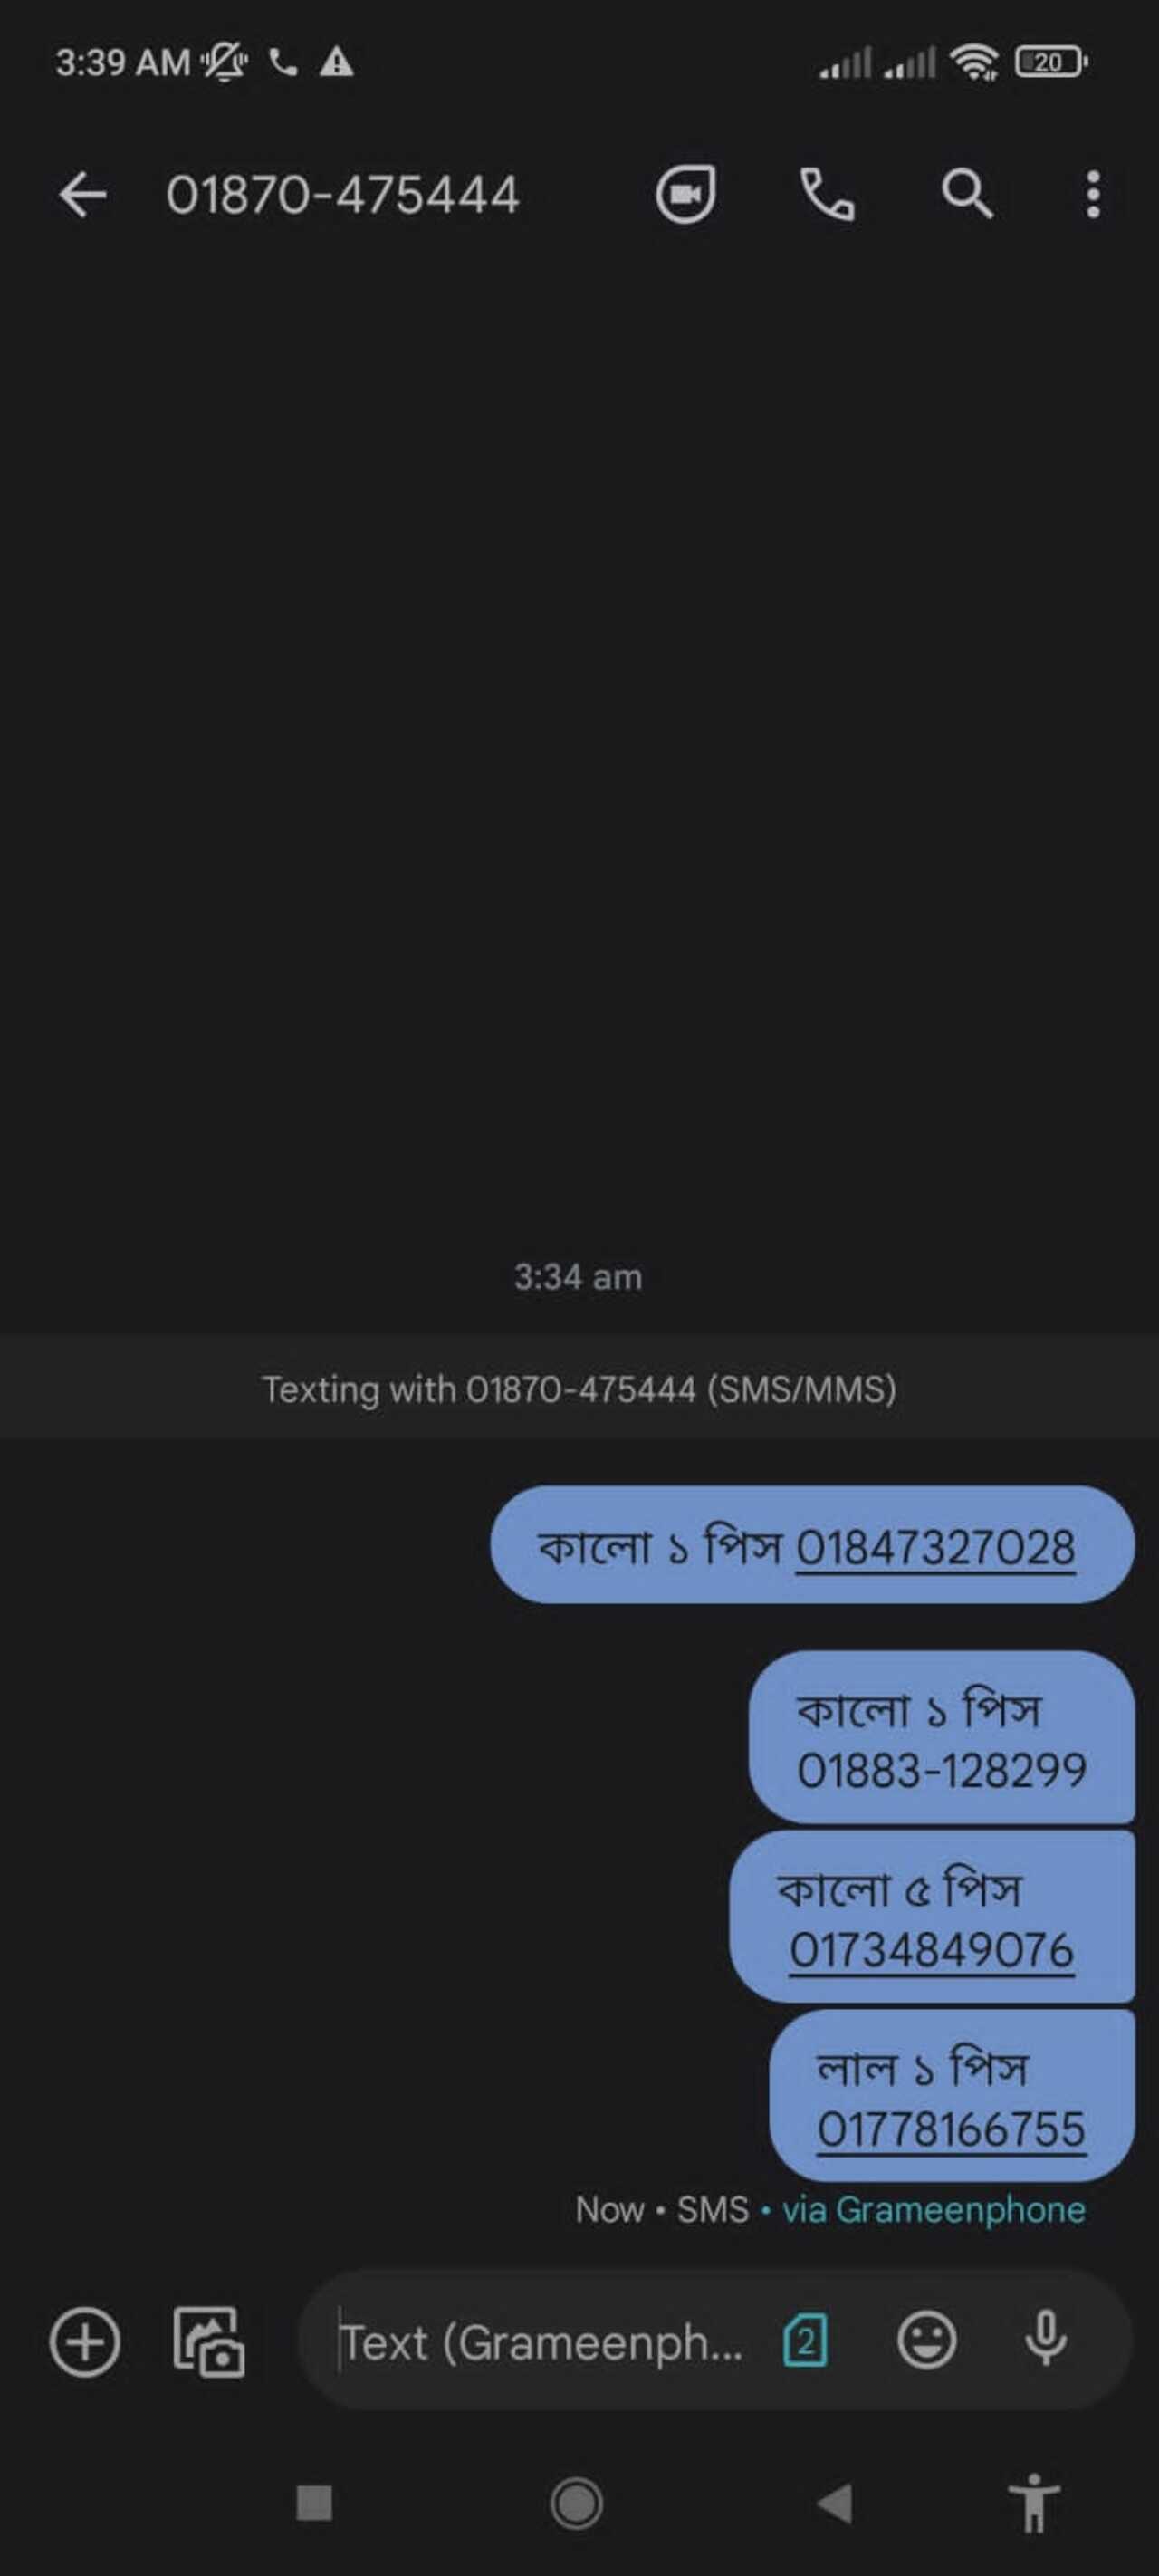 3:39 AM
20
01870-475444
3:34 am
Texting with 01870-475444 (SMS/MMS)
কালো ১ পিস 01847327028
কালো ১ পিস
01883-128299
কালো ৫ পিস
01734849076
লাল ১ পিস
01778166755
Now • SMS • via Grameenphone
Text (Grameenph...
2